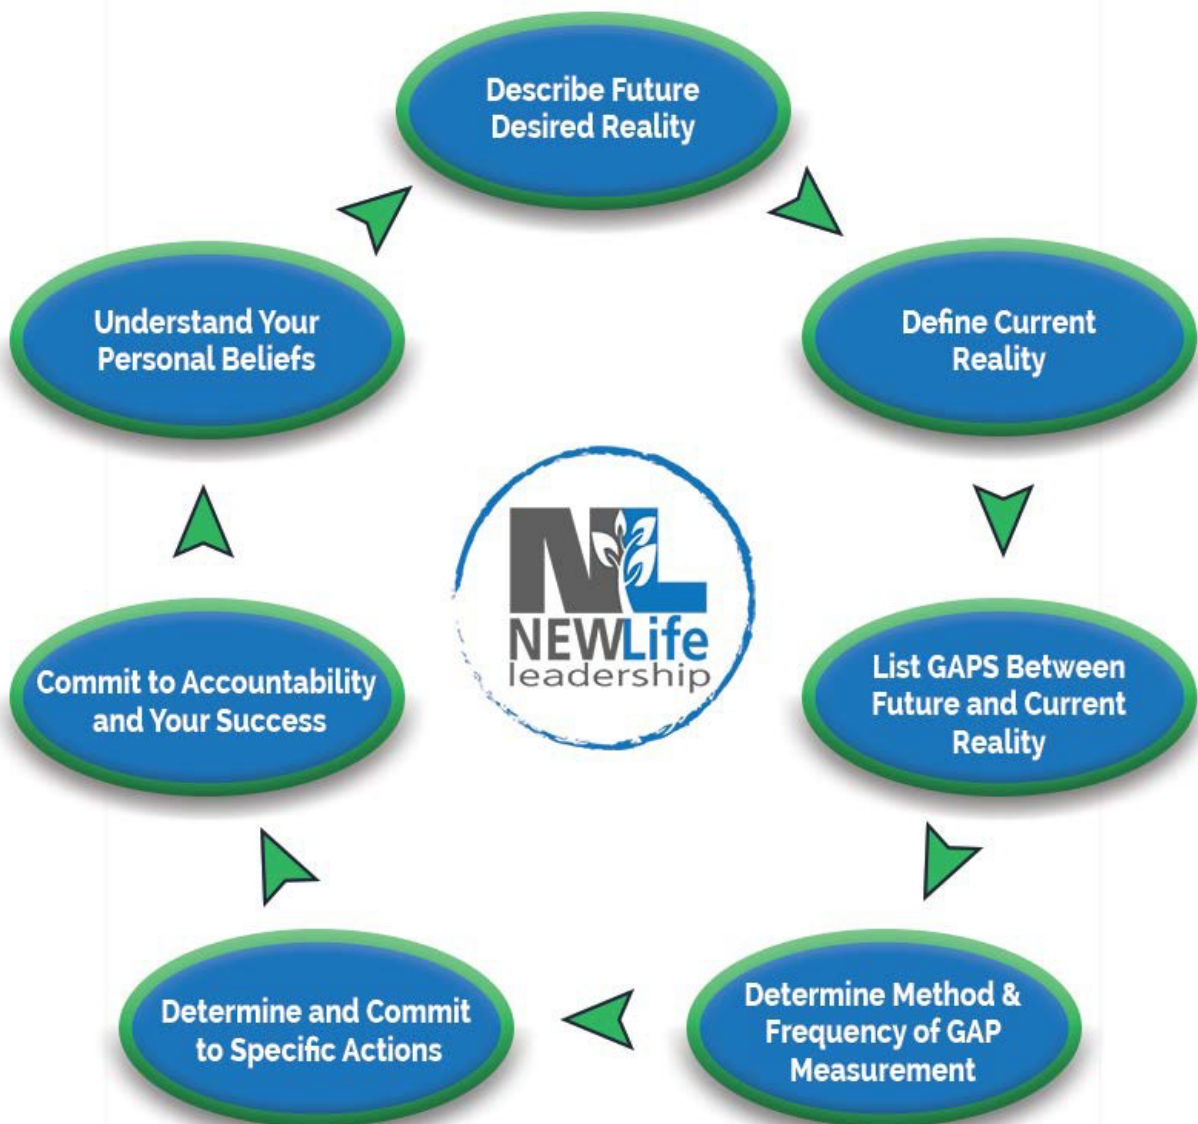 Describe Future
Desired Reality
Define Current
Reality
List GAPS Between
Future and Current
Reality
Determine Method &
Frequency of GAP
Measurement
Determine and Commit
to Specific Actions
Commit to Accountability
and Your Success
Understand Your
Personal Beliefs
NL
NEWLife
leadership